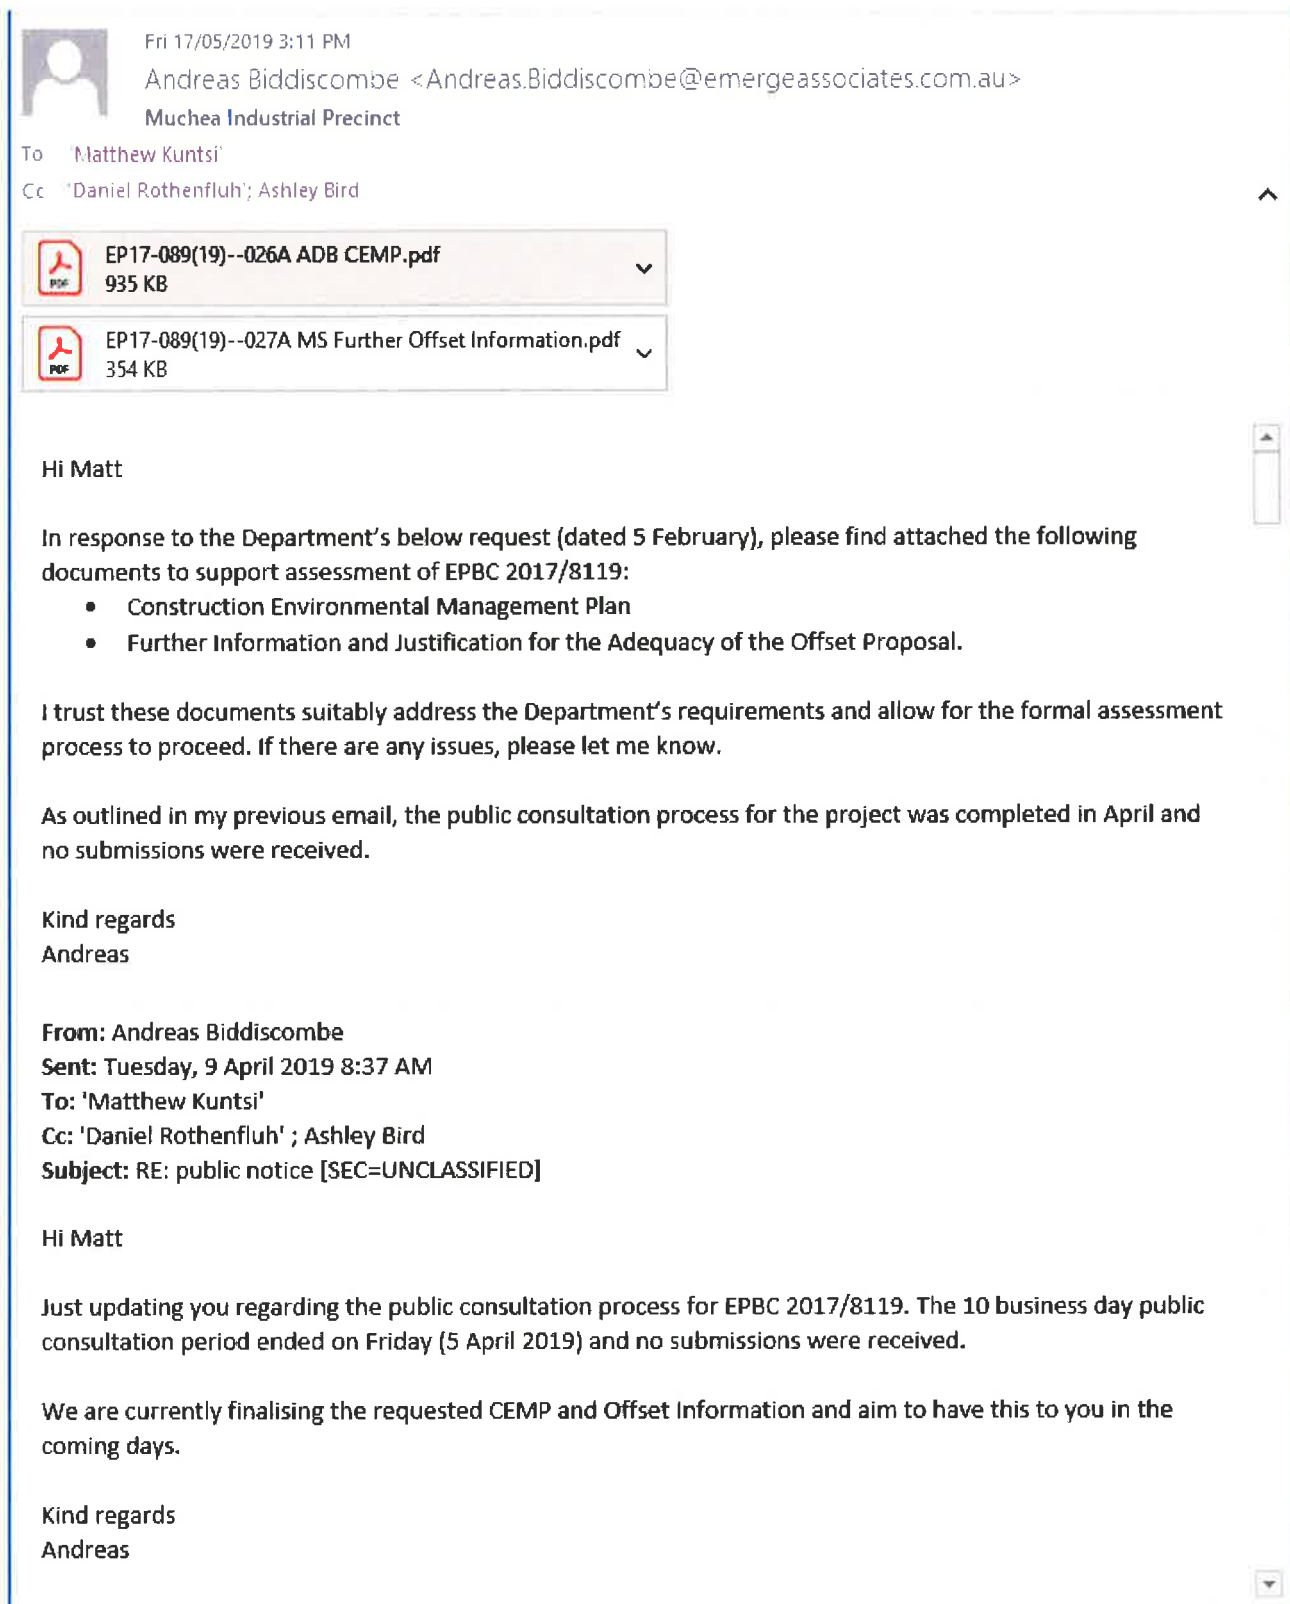 Fri 17/05/2019 3:11 PM
Andreas Biddiscombe <Andreas.Biddiscombe@emergeassociates.com.au>
Muchea Industrial Precinct
To 'Matthew Kuntsi'
Cc 'Daniel Rothenfluh'; Ashley Bird
EP17-089(19)--026A ADB CEMP.pdf
935 KB
PDF
EP17-089(19)--027A MS Further Offset Information.pdf
354 KB
PDF
Hi Matt
In response to the Department's below request (dated 5 February), please find attached the following
documents to support assessment of EPBC 2017/8119:
• Construction Environmental Management Plan
• Further Information and Justification for the Adequacy of the Offset Proposal.
I trust these documents suitably address the Department's requirements and allow for the formal assessment
process to proceed. If there are any issues, please let me know.
As outlined in my previous email, the public consultation process for the project was completed in April and
no submissions were received.
Kind regards
Andreas
From: Andreas Biddiscombe
Sent: Tuesday, 9 April 2019 8:37 AM
To: 'Matthew Kuntsi'
Cc: 'Daniel Rothenfluh' ; Ashley Bird
Subject: RE: public notice [SEC=UNCLASSIFIED]
Hi Matt
Just updating you regarding the public consultation process for EPBC 2017/8119. The 10 business day public
consultation period ended on Friday (5 April 2019) and no submissions were received.
We are currently finalising the requested CEMP and Offset Information and aim to have this to you in the
coming days.
Kind regards
Andreas